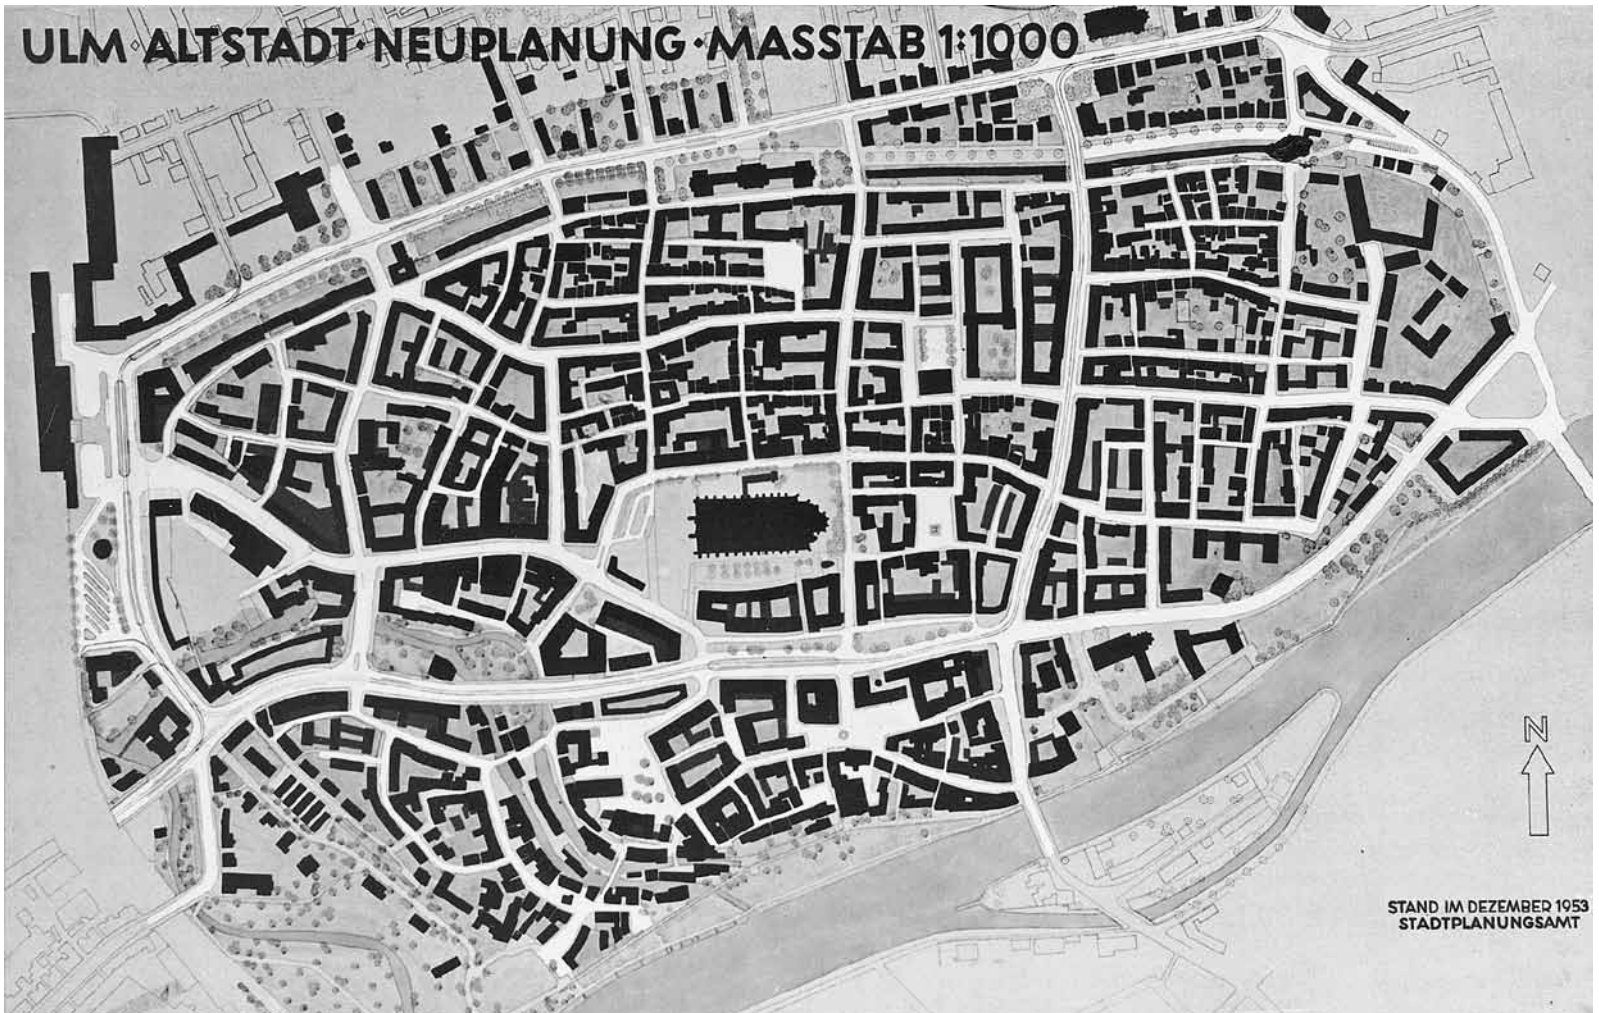 ULM·ALTSTADT·NEUPLANUNG·MASSTAB 1:1000
N
STAND IM DEZEMBER 1953
STADTPLANUNGSAMT